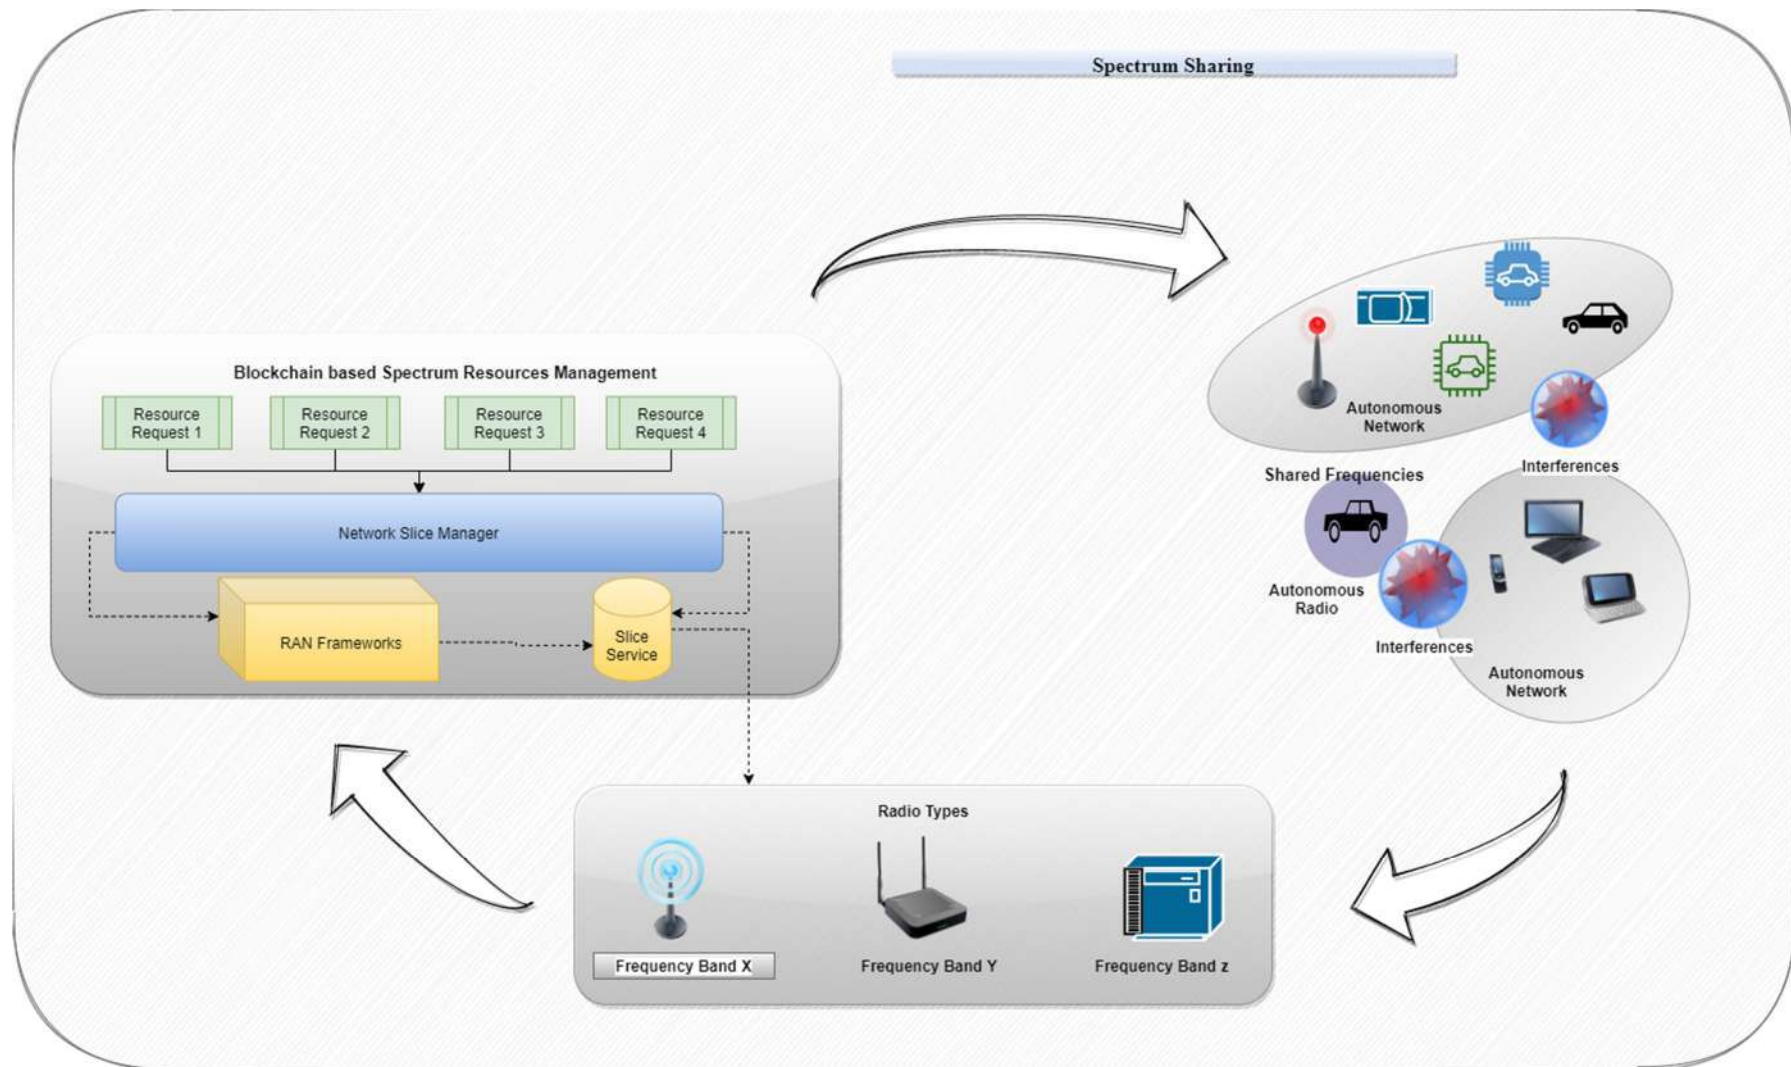 Spectrum Sharing
Blockchain based Spectrum Resources Management
Resource
Request 1
Resource
Request 2
Resource
Request 3
Resource
Request 4
Network Slice Manager
RAN Frameworks
Slice
Service
Autonomous
Network
Interferences
Shared Frequencies
Autonomous
Radio
Interferences
Autonomous
Network
Radio Types
Frequency Band X
Frequency Band Y
Frequency Band z